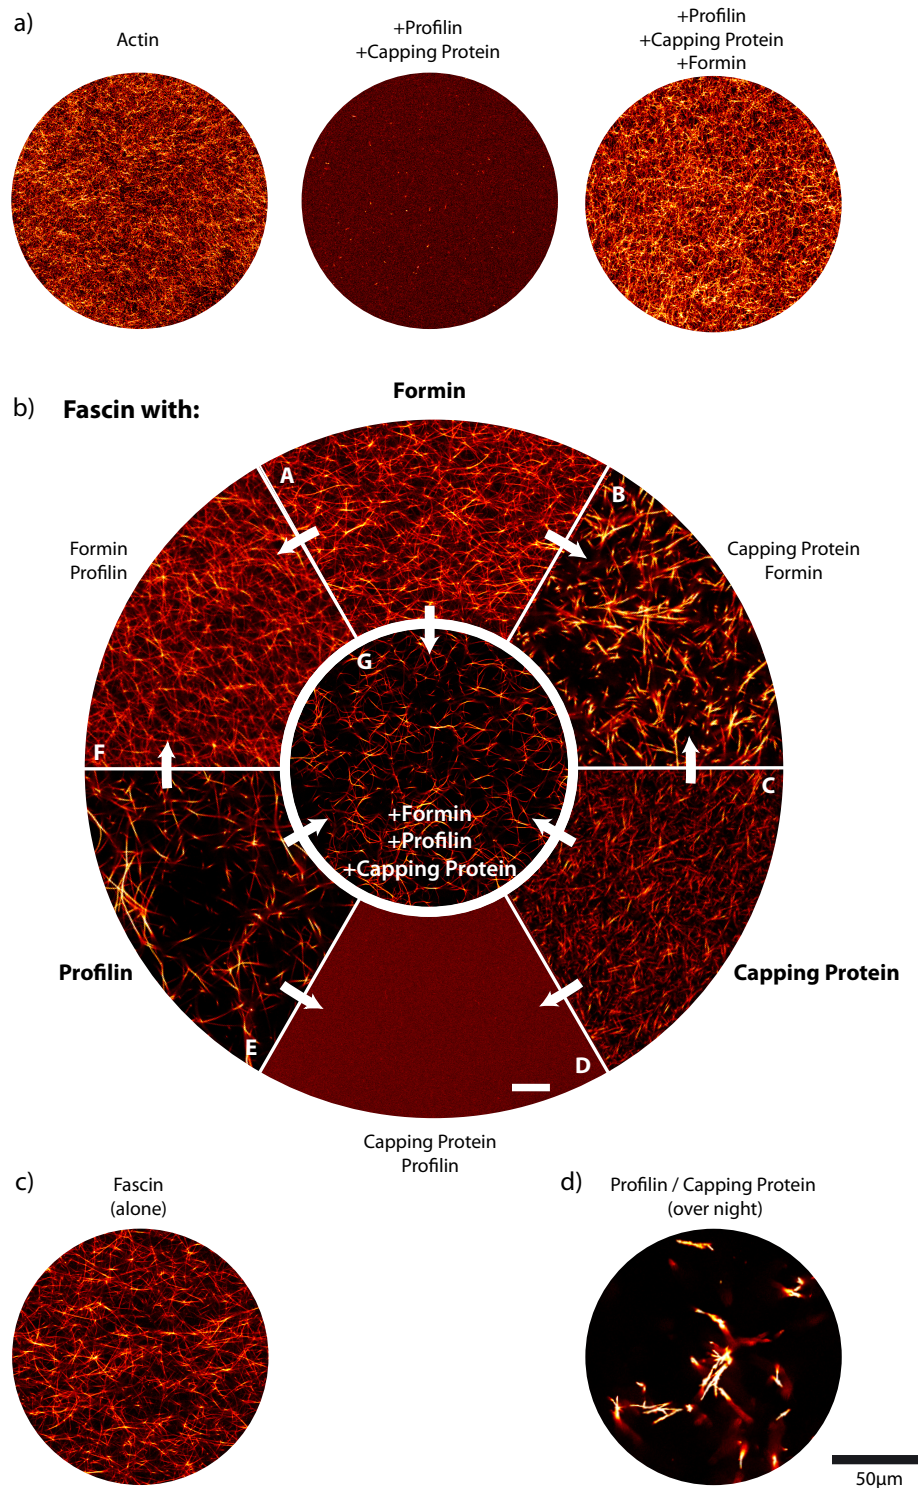 a)
Actin
+Profilin
+Capping Protein
+Profilin
+Capping Protein
+Formin
b)
Fascin with:
Formin
A
B
Formin
Profilin
Capping Protein
Formin
G
F
C
+Formin
+Profilin
+Capping Protein
Profilin
Capping Protein
E
D
Capping Protein
Profilin
c)
Fascin
(alone)
d)
Profilin / Capping Protein
(over night)
50µm